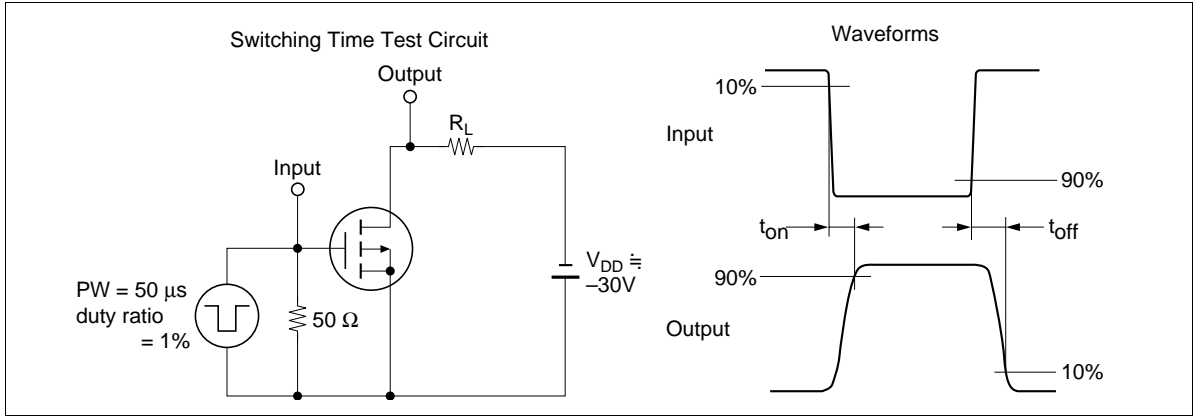 Switching Time Test Circuit
Output
R_L
Input
PW = 50 μs
duty ratio
= 1%
50 Ω
V_DD ≒
–30V
Waveforms
10%
Input
90%
t_on
t_off
90%
Output
10%